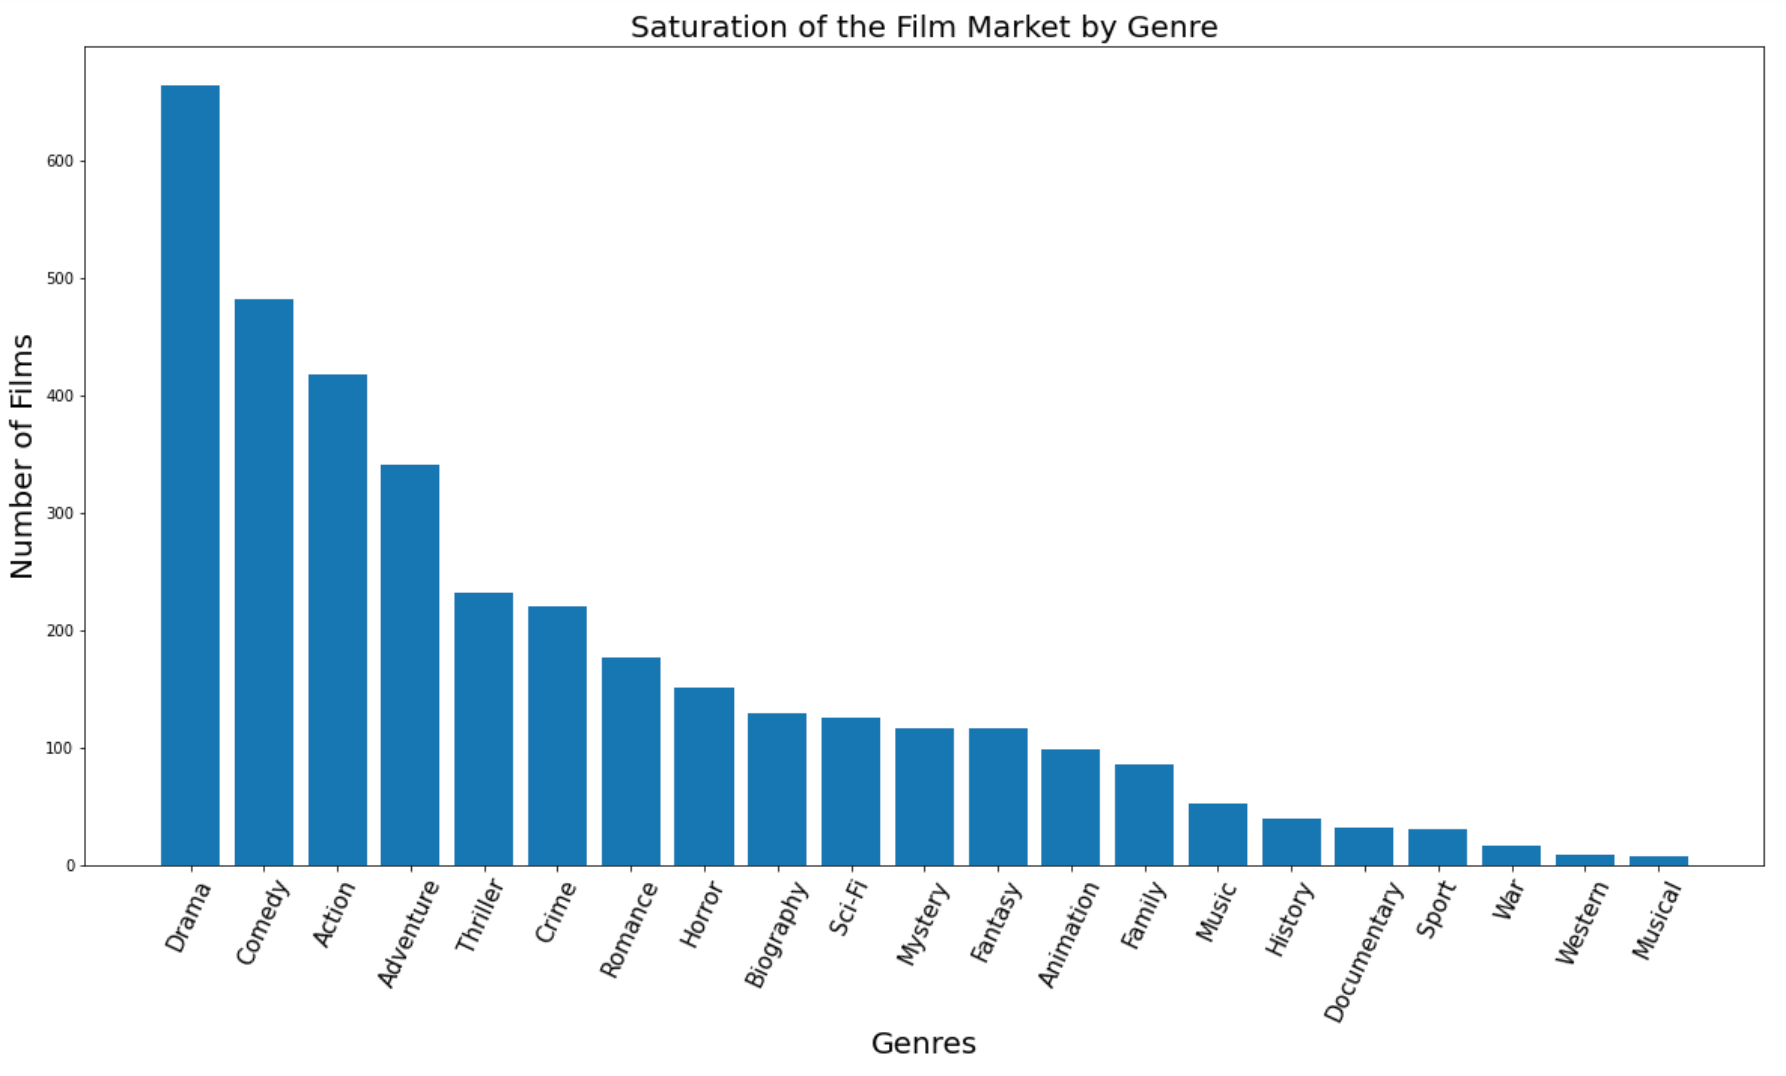 Saturation of the Film Market by Genre
Number of Films
600
500
400
300
200
100
0
Drama
Comedy
Action
Adventure
Thriller
Crime
Romance
Horror
Biography
Sci-Fi
Mystery
Fantasy
Animation
Family
Music
History
Documentary
Sport
War
Western
Musical
Genres